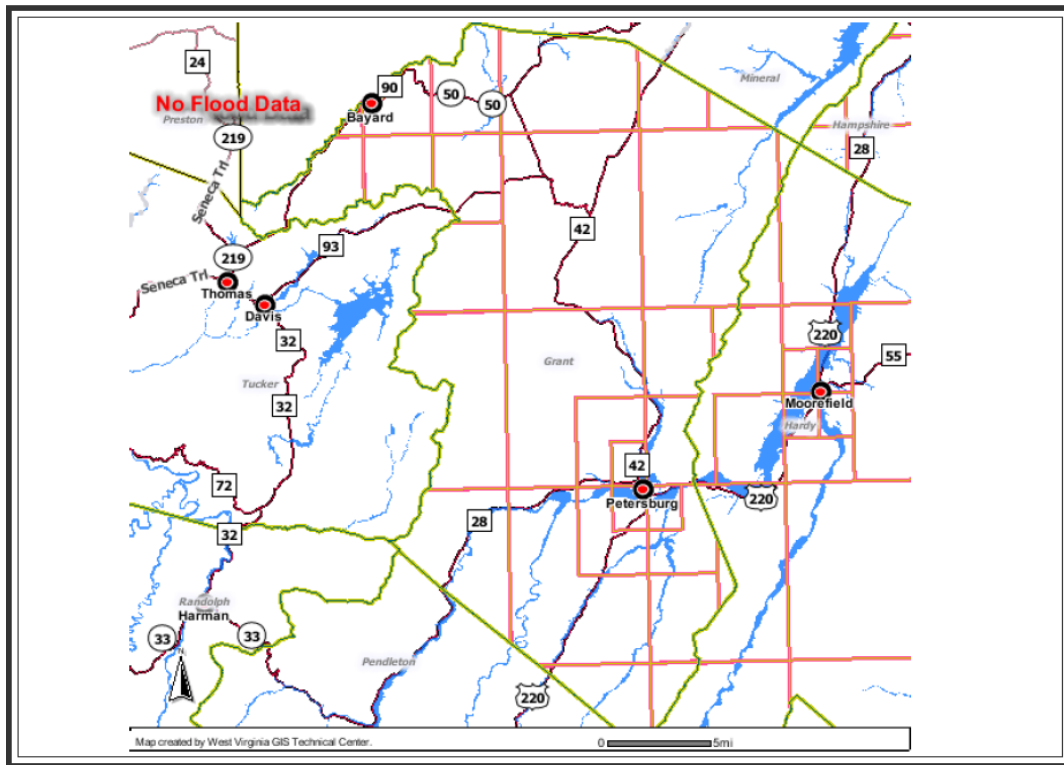 24
No Flood Data
Preston
219
Seneca Trl
90
Bayard
50
50
Mineral
Hampshire
28
42
219
93
Seneca Trl
Thomas
Davis
32
Tucker
32
Grant
220
55
Moorefield
Hardy
42
Petersburg
220
72
28
32
Randolph
Harman
33
33
N
Pendleton
220
Map created by West Virginia GIS Technical Center.
0 5mi